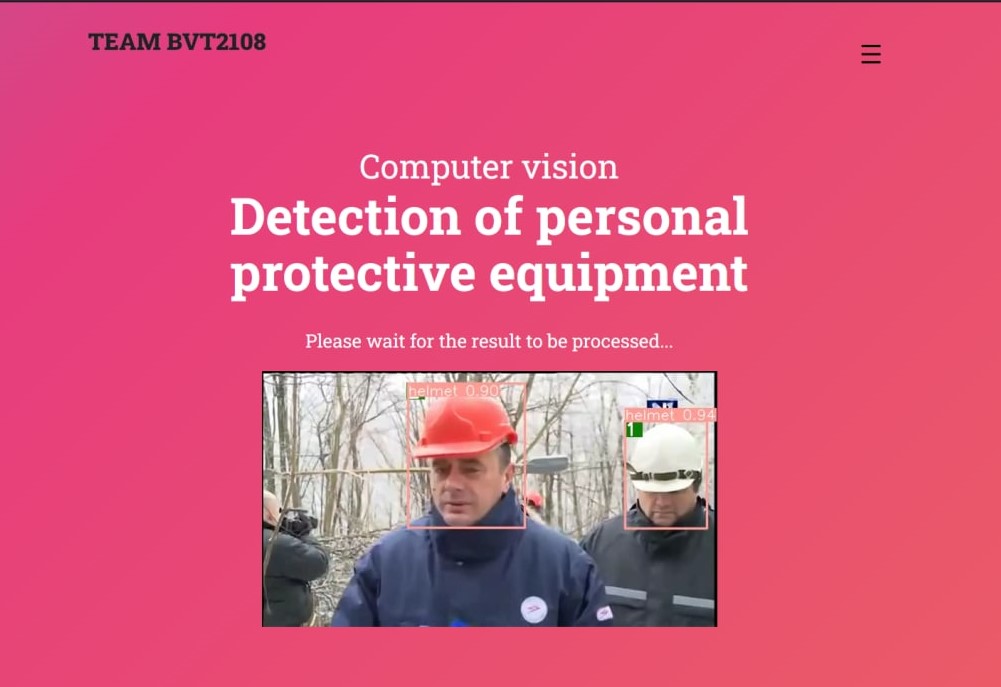 TEAM BVT2108
Computer vision
Detection of personal
protective equipment
Please wait for the result to be processed...
helmet 0.90
helmet 0.94
1